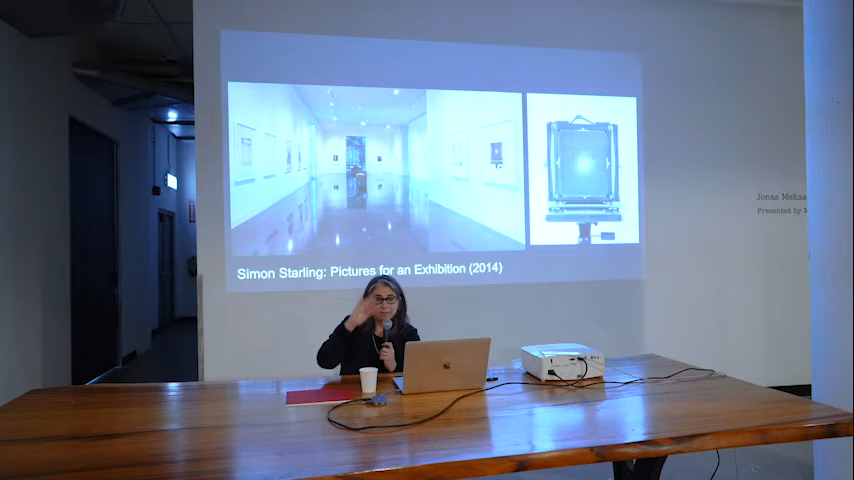 Simon Starling: Pictures for an Exhibition (2014)
Jonas Mekas
Presented by